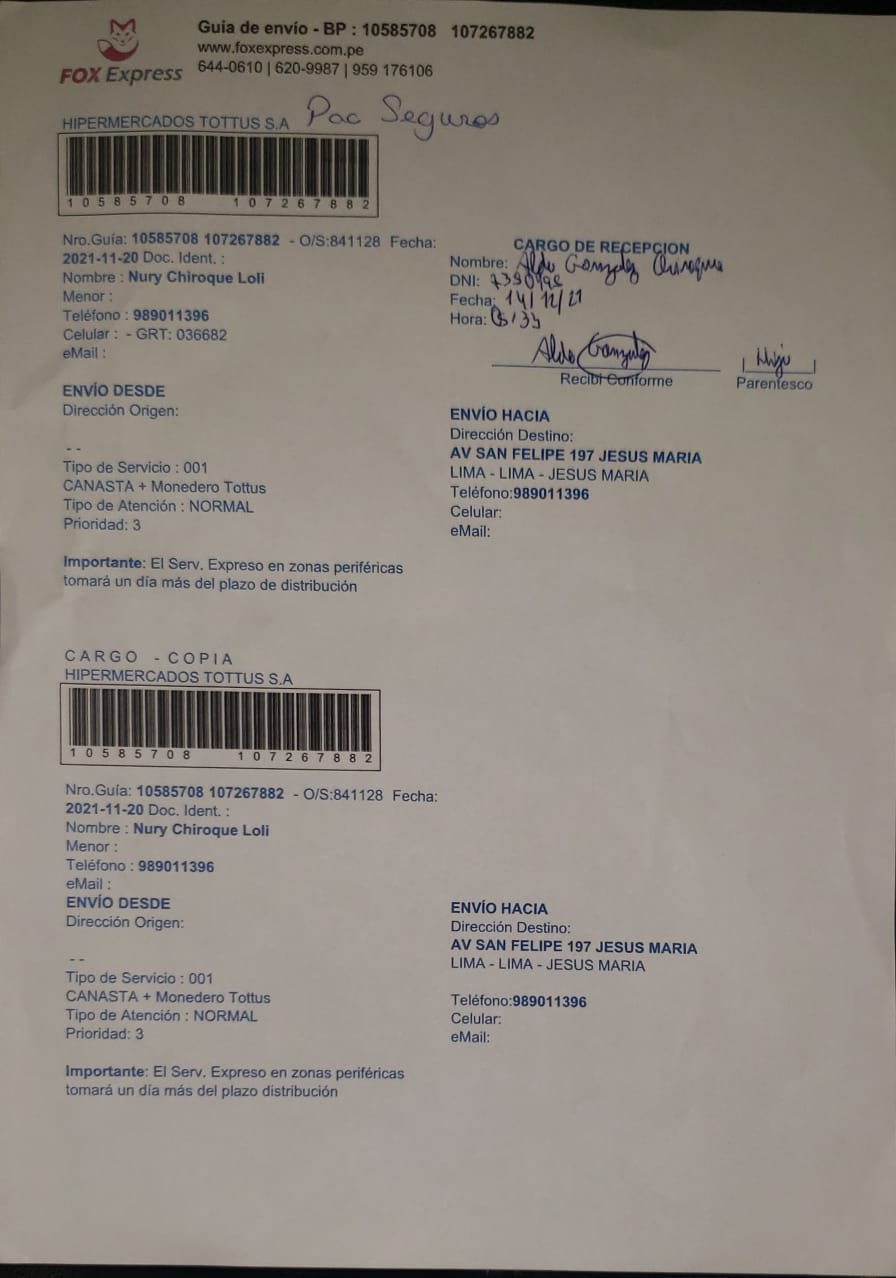 FOX Express
Guia de envío - BP : 10585708 107267882
www.foxexpress.com.pe
644-0610 | 620-9987 | 959 176106
HIPERMERCADOS TOTTUS S.A Pac Seguros
10585708 107267882
Nro.Guía: 10585708 107267882 - O/S:841128 Fecha:
2021-11-20 Doc. Ident. :
Nombre : Nury Chiroque Loli
Menor :
Teléfono : 989011396
Celular : - GRT: 036682
eMail :
CARGO DE RECEPCION
Nombre: Aldo Gonzalez Chiroque
DNI:
Fecha: 14/12/21
Hora:
Aldo Gonzalez
Recibi Conforme
Hijo
Parentesco
ENVÍO DESDE
Dirección Origen:
- -
Tipo de Servicio : 001
CANASTA + Monedero Tottus
Tipo de Atención : NORMAL
Prioridad: 3
ENVÍO HACIA
Dirección Destino:
AV SAN FELIPE 197 JESUS MARIA
LIMA - LIMA - JESUS MARIA
Teléfono:989011396
Celular:
eMail:
Importante: El Serv. Expreso en zonas periféricas
tomará un día más del plazo de distribución
CARGO - COPIA
HIPERMERCADOS TOTTUS S.A
10585708 107267882
Nro.Guía: 10585708 107267882 - O/S:841128 Fecha:
2021-11-20 Doc. Ident. :
Nombre : Nury Chiroque Loli
Menor :
Teléfono : 989011396
eMail :
ENVÍO DESDE
Dirección Origen:
- -
Tipo de Servicio : 001
CANASTA + Monedero Tottus
Tipo de Atención : NORMAL
Prioridad: 3
ENVÍO HACIA
Dirección Destino:
AV SAN FELIPE 197 JESUS MARIA
LIMA - LIMA - JESUS MARIA
Teléfono:989011396
Celular:
eMail:
Importante: El Serv. Expreso en zonas periféricas
tomará un día más del plazo distribución